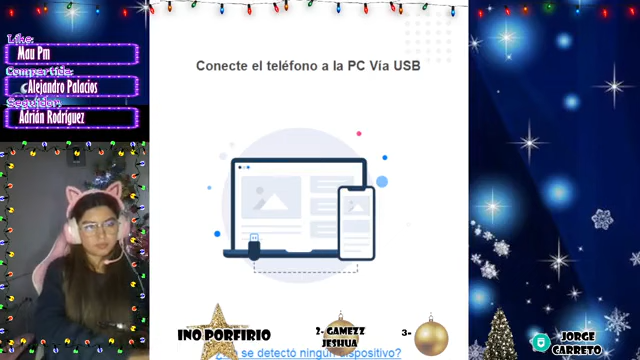 Like:
Mau Pm
Compartida:
Alejandro Palacios
Seguidor:
Adrián Rodríguez
Conecte el teléfono a la PC Vía USB
INO PORFIRIO
2- GAMEZZ
JESHUA
3-
se detectó ningún dispositivo?
JORGE
CARRETO